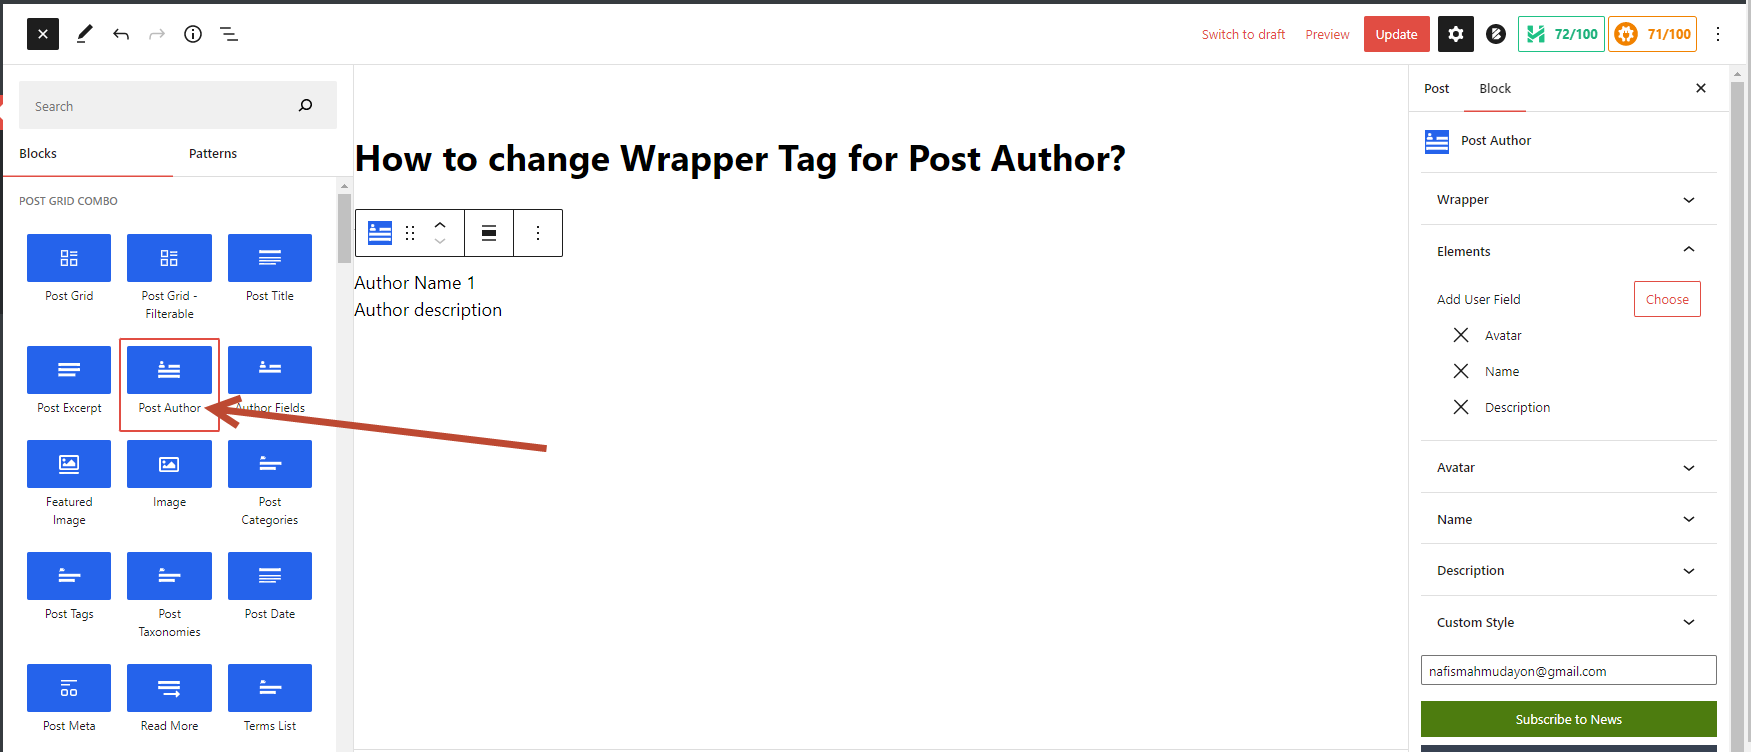 Switch to draft
Preview
Update
72/100
71/100
Search
Blocks
Patterns
POST GRID COMBO
Post Grid
Post Grid -
Filterable
Post Title
Post Excerpt
Post Author
Author Fields
Featured
Image
Image
Post
Categories
Post Tags
Post
Taxonomies
Post Date
Post Meta
Read More
Terms List
How to change Wrapper Tag for Post Author?
Author Name 1
Author description
Post
Block
Post Author
Wrapper
Elements
Add User Field
Choose
Avatar
Name
Description
Avatar
Name
Description
Custom Style
nafismahmudayon@gmail.com
Subscribe to News